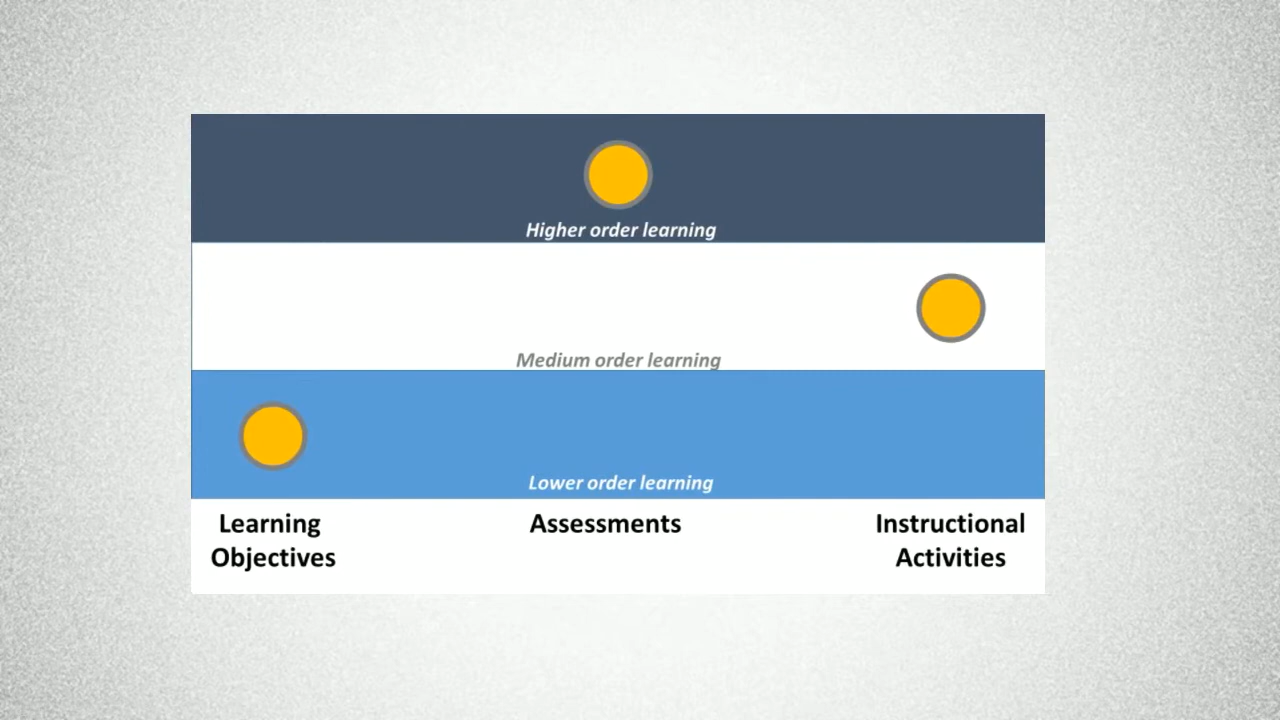 Higher order learning
Medium order learning
Lower order learning
Learning
Objectives
Assessments
Instructional
Activities